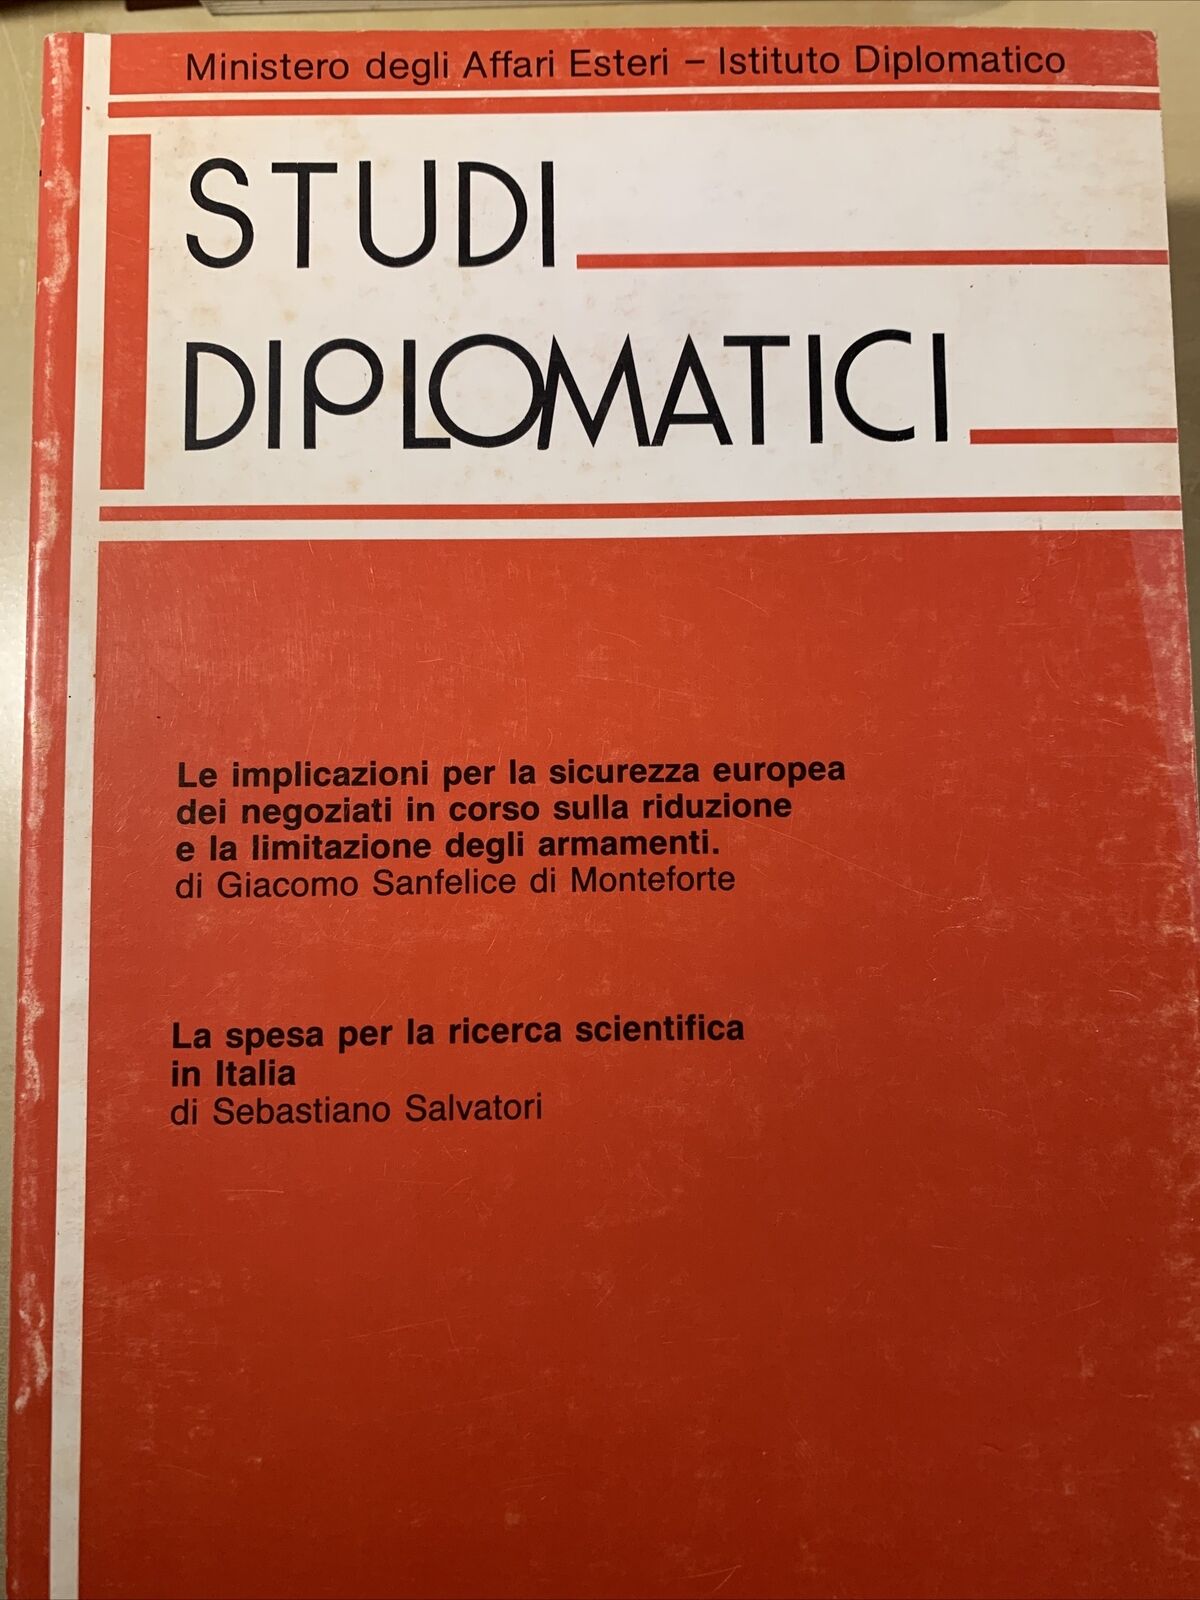 Ministero degli Affari Esteri – Istituto Diplomatico
STUDI
DIPLOMATICI
Le implicazioni per la sicurezza europea
dei negoziati in corso sulla riduzione
e la limitazione degli armamenti.
di Giacomo Sanfelice di Monteforte
La spesa per la ricerca scientifica
in Italia
di Sebastiano Salvatori